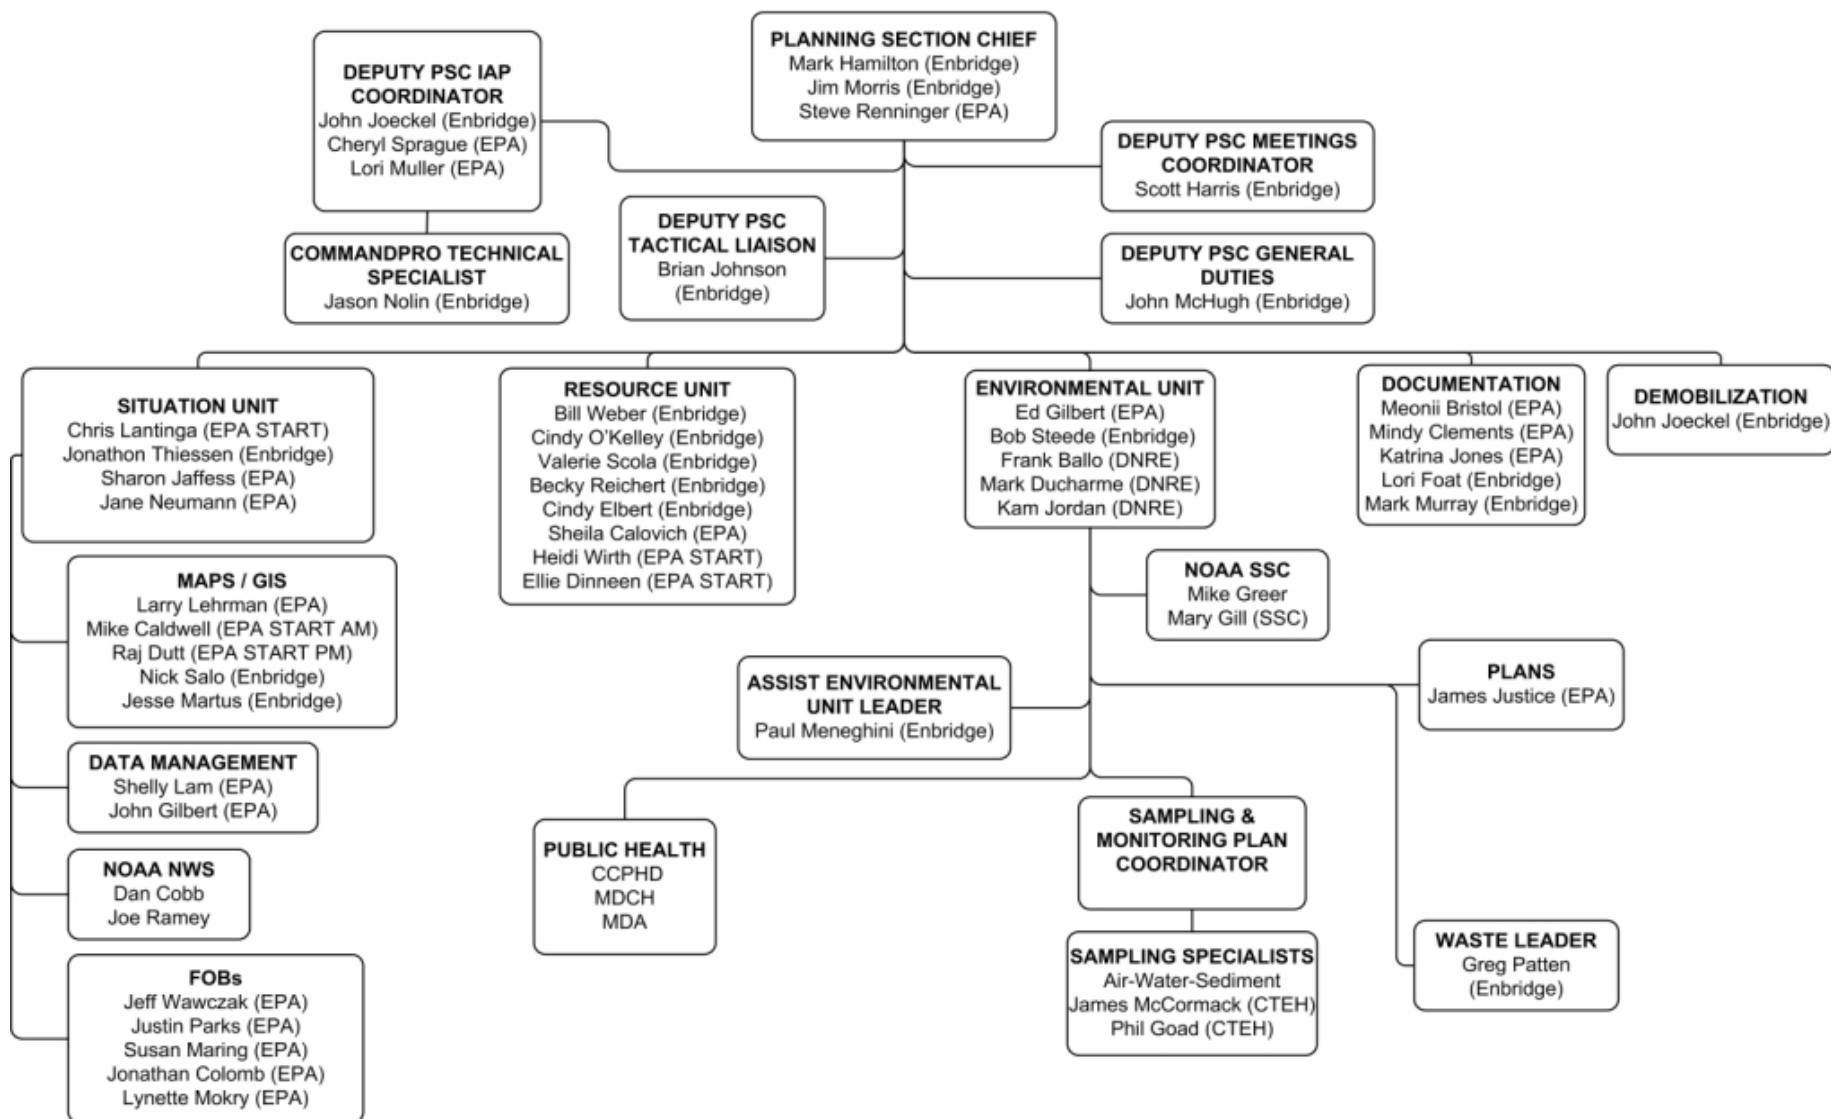 PLANNING SECTION CHIEF
Mark Hamilton (Enbridge)
Jim Morris (Enbridge)
Steve Renninger (EPA)
DEPUTY PSC IAP
COORDINATOR
John Joeckel (Enbridge)
Cheryl Sprague (EPA)
Lori Muller (EPA)
DEPUTY PSC MEETINGS
COORDINATOR
Scott Harris (Enbridge)
DEPUTY PSC
TACTICAL LIAISON
Brian Johnson
(Enbridge)
COMMANDPRO TECHNICAL
SPECIALIST
Jason Nolin (Enbridge)
DEPUTY PSC GENERAL
DUTIES
John McHugh (Enbridge)
SITUATION UNIT
Chris Lantinga (EPA START)
Jonathon Thiessen (Enbridge)
Sharon Jaffess (EPA)
Jane Neumann (EPA)
RESOURCE UNIT
Bill Weber (Enbridge)
Cindy O'Kelley (Enbridge)
Valerie Scola (Enbridge)
Becky Reichert (Enbridge)
Cindy Elbert (Enbridge)
Sheila Calovich (EPA)
Heidi Wirth (EPA START)
Ellie Dinneen (EPA START)
ENVIRONMENTAL UNIT
Ed Gilbert (EPA)
Bob Steede (Enbridge)
Frank Ballo (DNRE)
Mark Ducharme (DNRE)
Kam Jordan (DNRE)
DOCUMENTATION
Meonii Bristol (EPA)
Mindy Clements (EPA)
Katrina Jones (EPA)
Lori Foat (Enbridge)
Mark Murray (Enbridge)
DEMOBILIZATION
John Joeckel (Enbridge)
MAPS / GIS
Larry Lehrman (EPA)
Mike Caldwell (EPA START AM)
Raj Dutt (EPA START PM)
Nick Salo (Enbridge)
Jesse Martus (Enbridge)
NOAA SSC
Mike Greer
Mary Gill (SSC)
ASSIST ENVIRONMENTAL
UNIT LEADER
Paul Meneghini (Enbridge)
PLANS
James Justice (EPA)
DATA MANAGEMENT
Shelly Lam (EPA)
John Gilbert (EPA)
PUBLIC HEALTH
CCPHD
MDCH
MDA
SAMPLING &
MONITORING PLAN
COORDINATOR
NOAA NWS
Dan Cobb
Joe Ramey
SAMPLING SPECIALISTS
Air-Water-Sediment
James McCormack (CTEH)
Phil Goad (CTEH)
WASTE LEADER
Greg Patten
(Enbridge)
FOBs
Jeff Wawczak (EPA)
Justin Parks (EPA)
Susan Maring (EPA)
Jonathan Colomb (EPA)
Lynette Mokry (EPA)